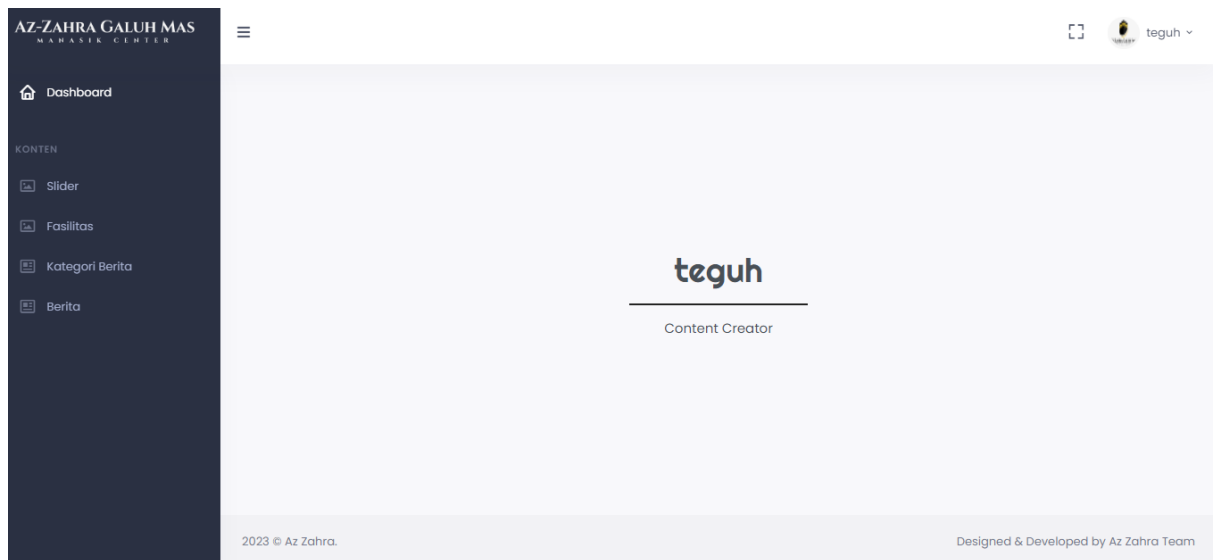 AZ-ZAHRA GALUH MAS
MANASIK CENTER
teguh
Dashboard
KONTEN
Slider
Fasilitas
Kategori Berita
Berita
teguh
Content Creator
2023 © Az Zahra.
Designed & Developed by Az Zahra Team